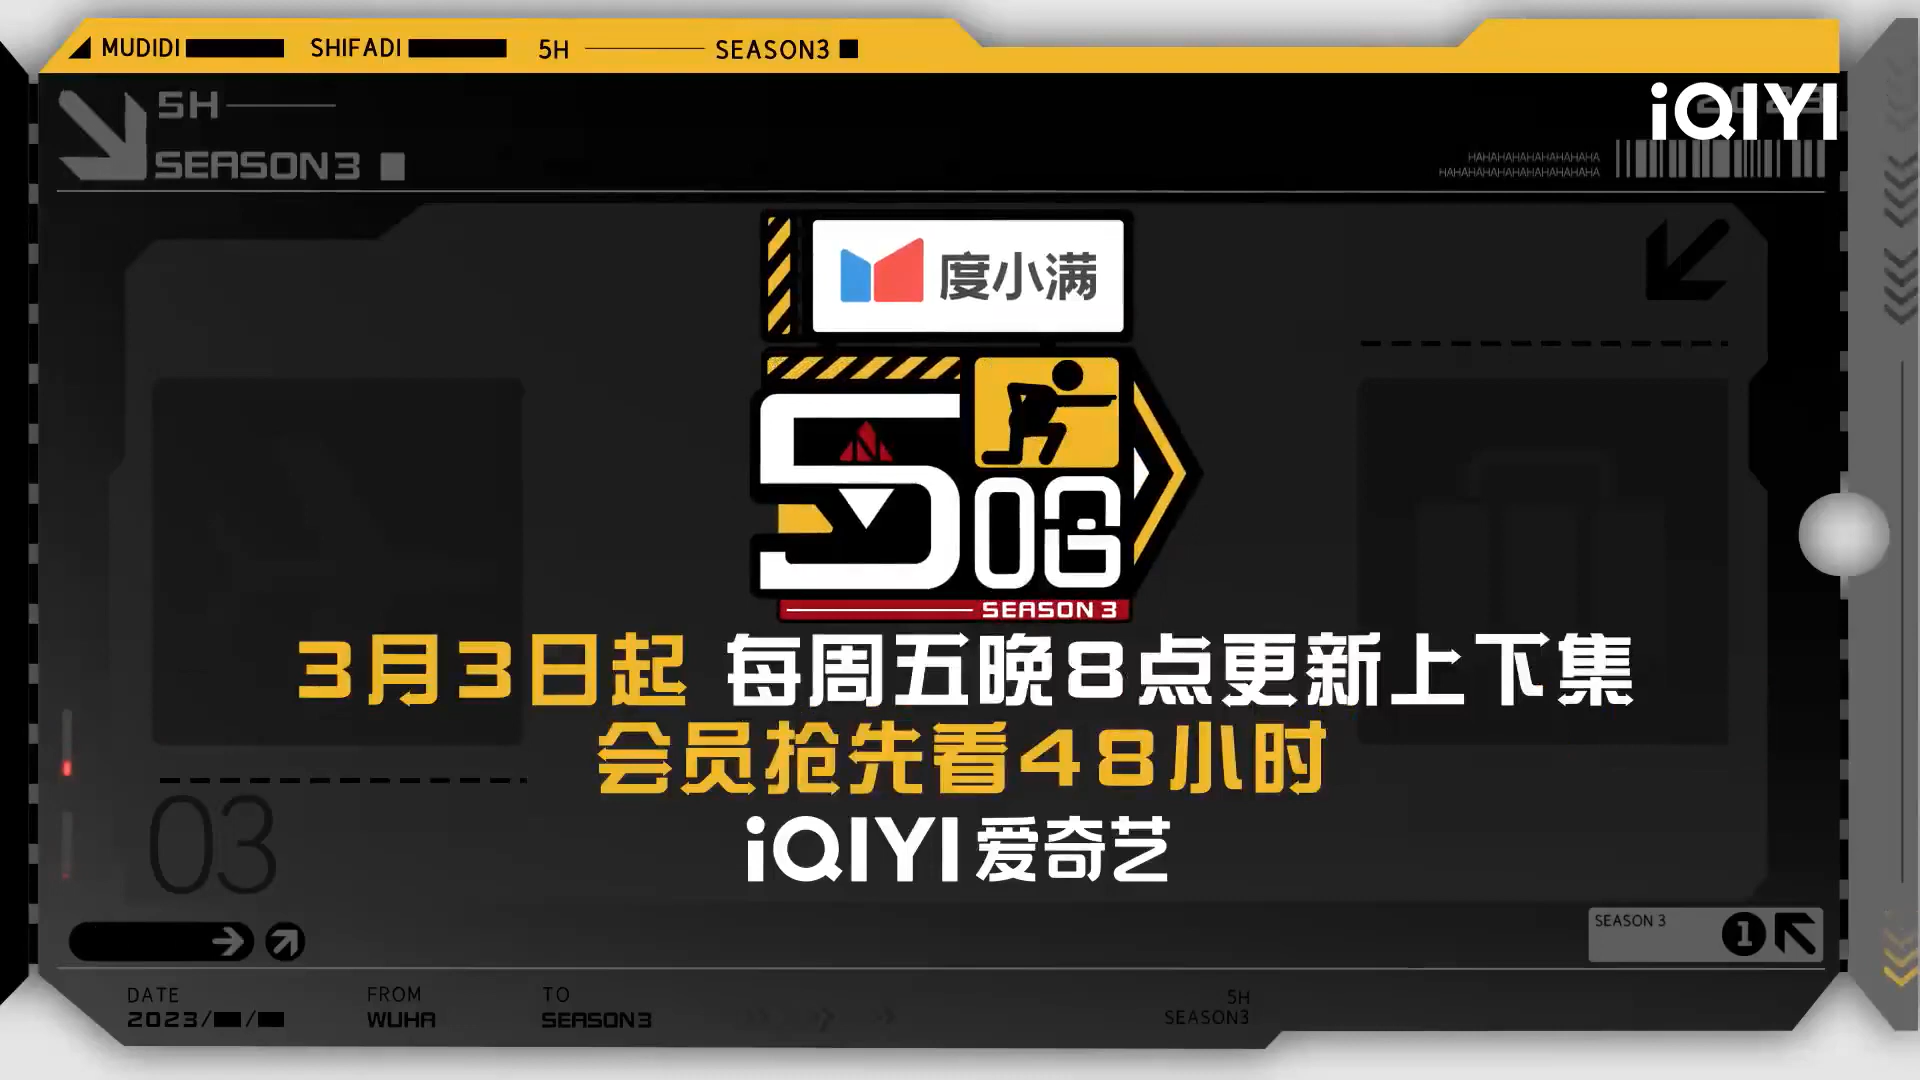 MUDIDI SHIFADI 5H SEASON3
5H
SEASON3
iQIYI
HAHAHAHAHAHAHAHAHA
HAHAHAHAHAHAHAHAHAHAHA
度小满
5哈
SEASON 3
3月3日起 每周五晚8点更新上下集
会员抢先看48小时
iQIYI 爱奇艺
03
SEASON 3
1
DATE
2023/
FROM
WUHA
TO
SEASON3
5H
SEASON3